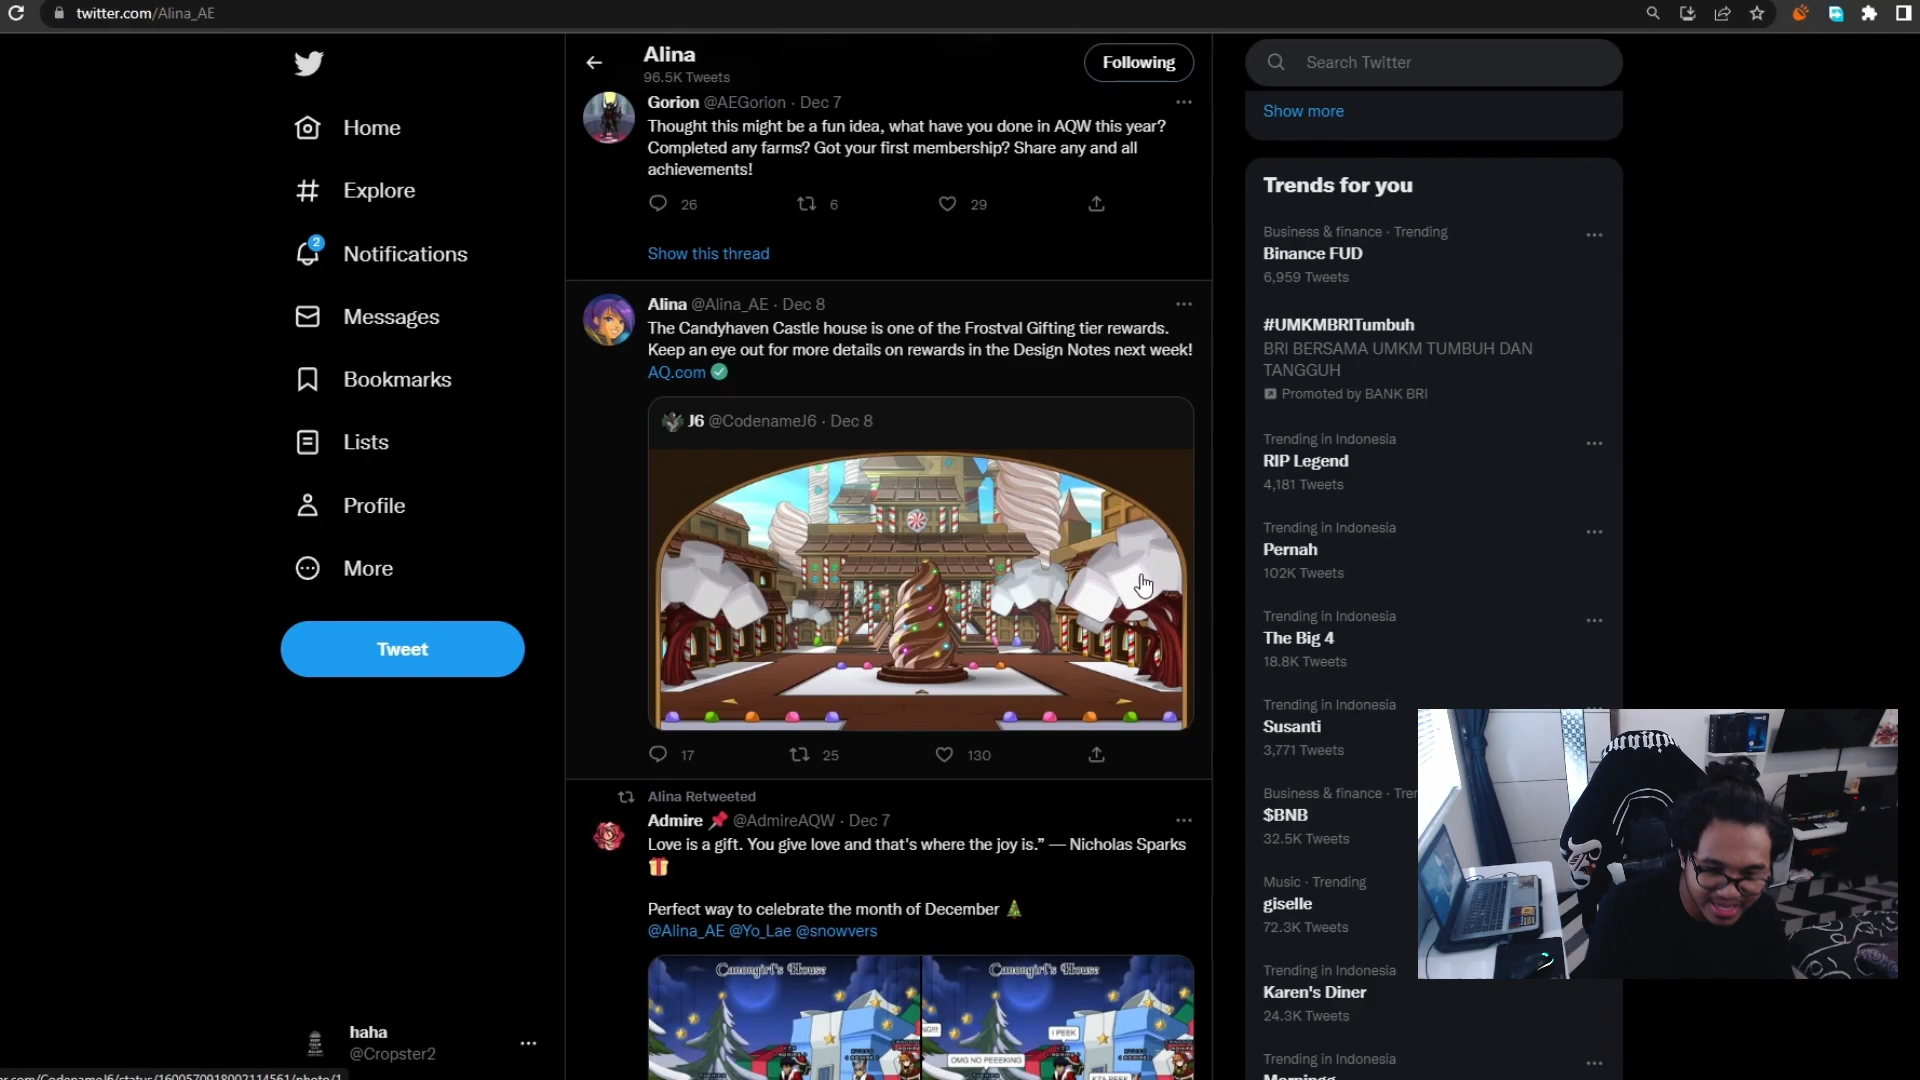 twitter.com/Alina_AE
Home
Explore
2
Notifications
Messages
Bookmarks
Lists
Profile
More
Tweet
haha
@Cropster2
Alina
96.5K Tweets
Following
Gorion @AEGorion · Dec 7
Thought this might be a fun idea, what have you done in AQW this year?
Completed any farms? Got your first membership? Share any and all
achievements!
26 6 29
Show this thread
Alina @Alina_AE · Dec 8
The Candyhaven Castle house is one of the Frostval Gifting tier rewards.
Keep an eye out for more details on rewards in the Design Notes next week!
AQ.com
J6 @CodenameJ6 · Dec 8
17 25 130
Alina Retweeted
Admire @AdmireAQW · Dec 7
Love is a gift. You give love and that's where the joy is.” — Nicholas Sparks
Perfect way to celebrate the month of December
@Alina_AE @Yo_Lae @snowvers
Canongirl's House
Canongirl's House
I PEEK
OMG NO PEEEKING
Search Twitter
Show more
Trends for you
Business & finance · Trending
Binance FUD
6,959 Tweets
#UMKMBRITumbuh
BRI BERSAMA UMKM TUMBUH DAN
TANGGUH
Promoted by BANK BRI
Trending in Indonesia
RIP Legend
4,181 Tweets
Trending in Indonesia
Pernah
102K Tweets
Trending in Indonesia
The Big 4
18.8K Tweets
Trending in Indonesia
Susanti
3,771 Tweets
Business & finance · Trer
$BNB
32.5K Tweets
Music · Trending
giselle
72.3K Tweets
Trending in Indonesia
Karen's Diner
24.3K Tweets
Trending in Indonesia